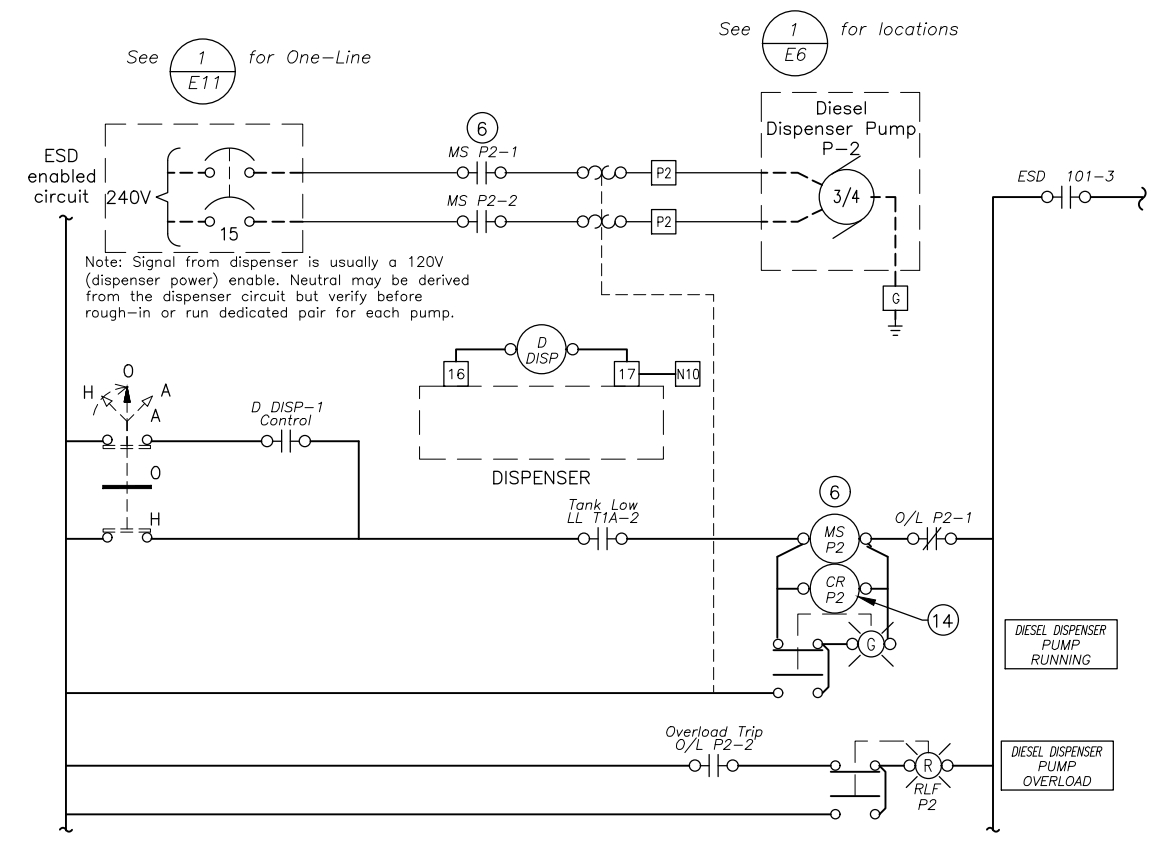 See 1 for One-Line
E11
See 1 for locations
E6
Diesel
Dispenser Pump
P-2
6
MS P2-1
ESD
enabled
circuit
240V
P2
3/4
ESD 101-3
MS P2-2
15
P2
Note: Signal from dispenser is usually a 120V
(dispenser power) enable. Neutral may be derived
from the dispenser circuit but verify before
rough-in or run dedicated pair for each pump.
G
D
DISP
16
17
N10
O
H
A
A
D DISP-1
Control
DISPENSER
O
6
H
Tank Low
LL T1A-2
MS
P2
O/L P2-1
CR
P2
14
G
DIESEL DISPENSER
PUMP
RUNNING
Overload Trip
O/L P2-2
R
RLF
P2
DIESEL DISPENSER
PUMP
OVERLOAD